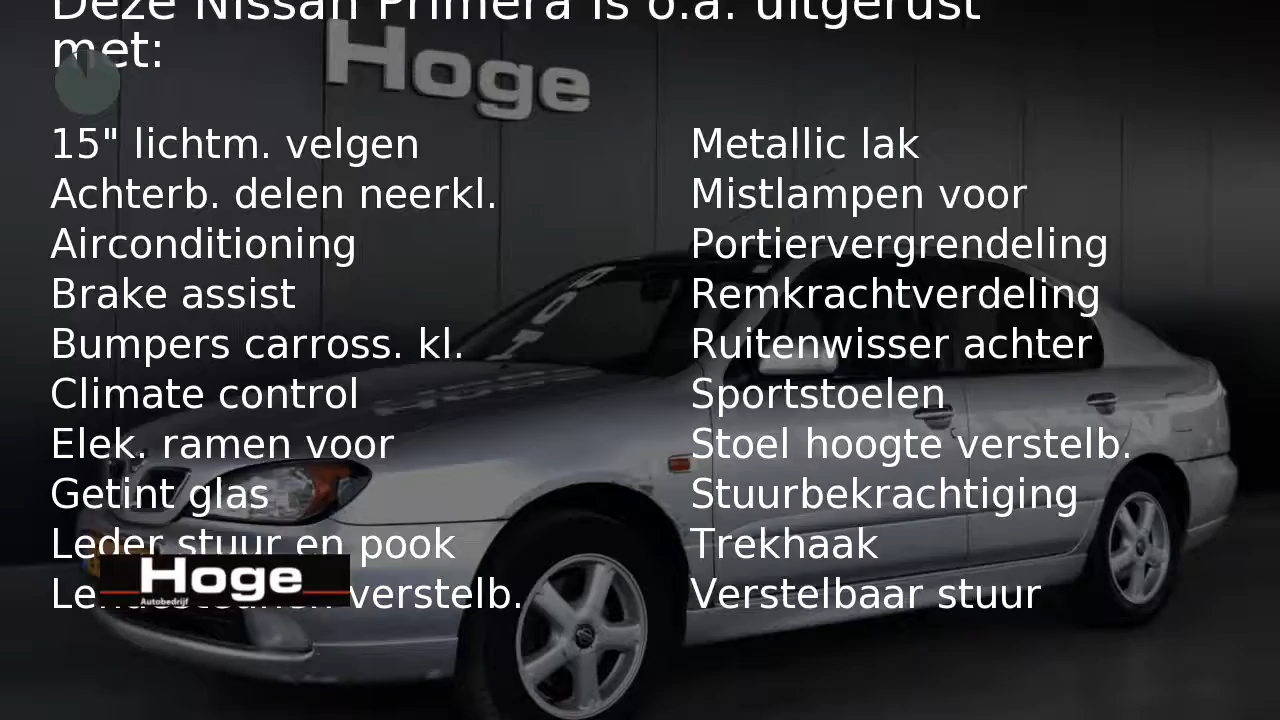 Deze Nissan Primera is o.a. uitgerust
met:
Hoge
15" lichtm. velgen
Achterb. delen neerkl.
Airconditioning
Brake assist
Bumpers carross. kl.
Climate control
Elek. ramen voor
Getint glas
Leder stuur en pook
verstelb.
Metallic lak
Mistlampen voor
Portiervergrendeling
Remkrachtverdeling
Ruitenwisser achter
Sportstoelen
Stoel hoogte verstelb.
Stuurbekrachtiging
Trekhaak
Verstelbaar stuur
Hoge
Autobedrijf